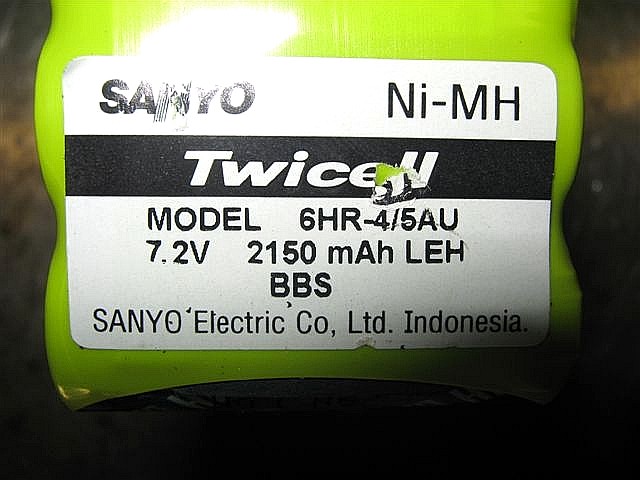 SANYO Ni-MH
Twicell
MODEL 6HR-4/5AU
7.2V 2150 mAh LEH
BBS
SANYO Electric Co, Ltd. Indonesia.